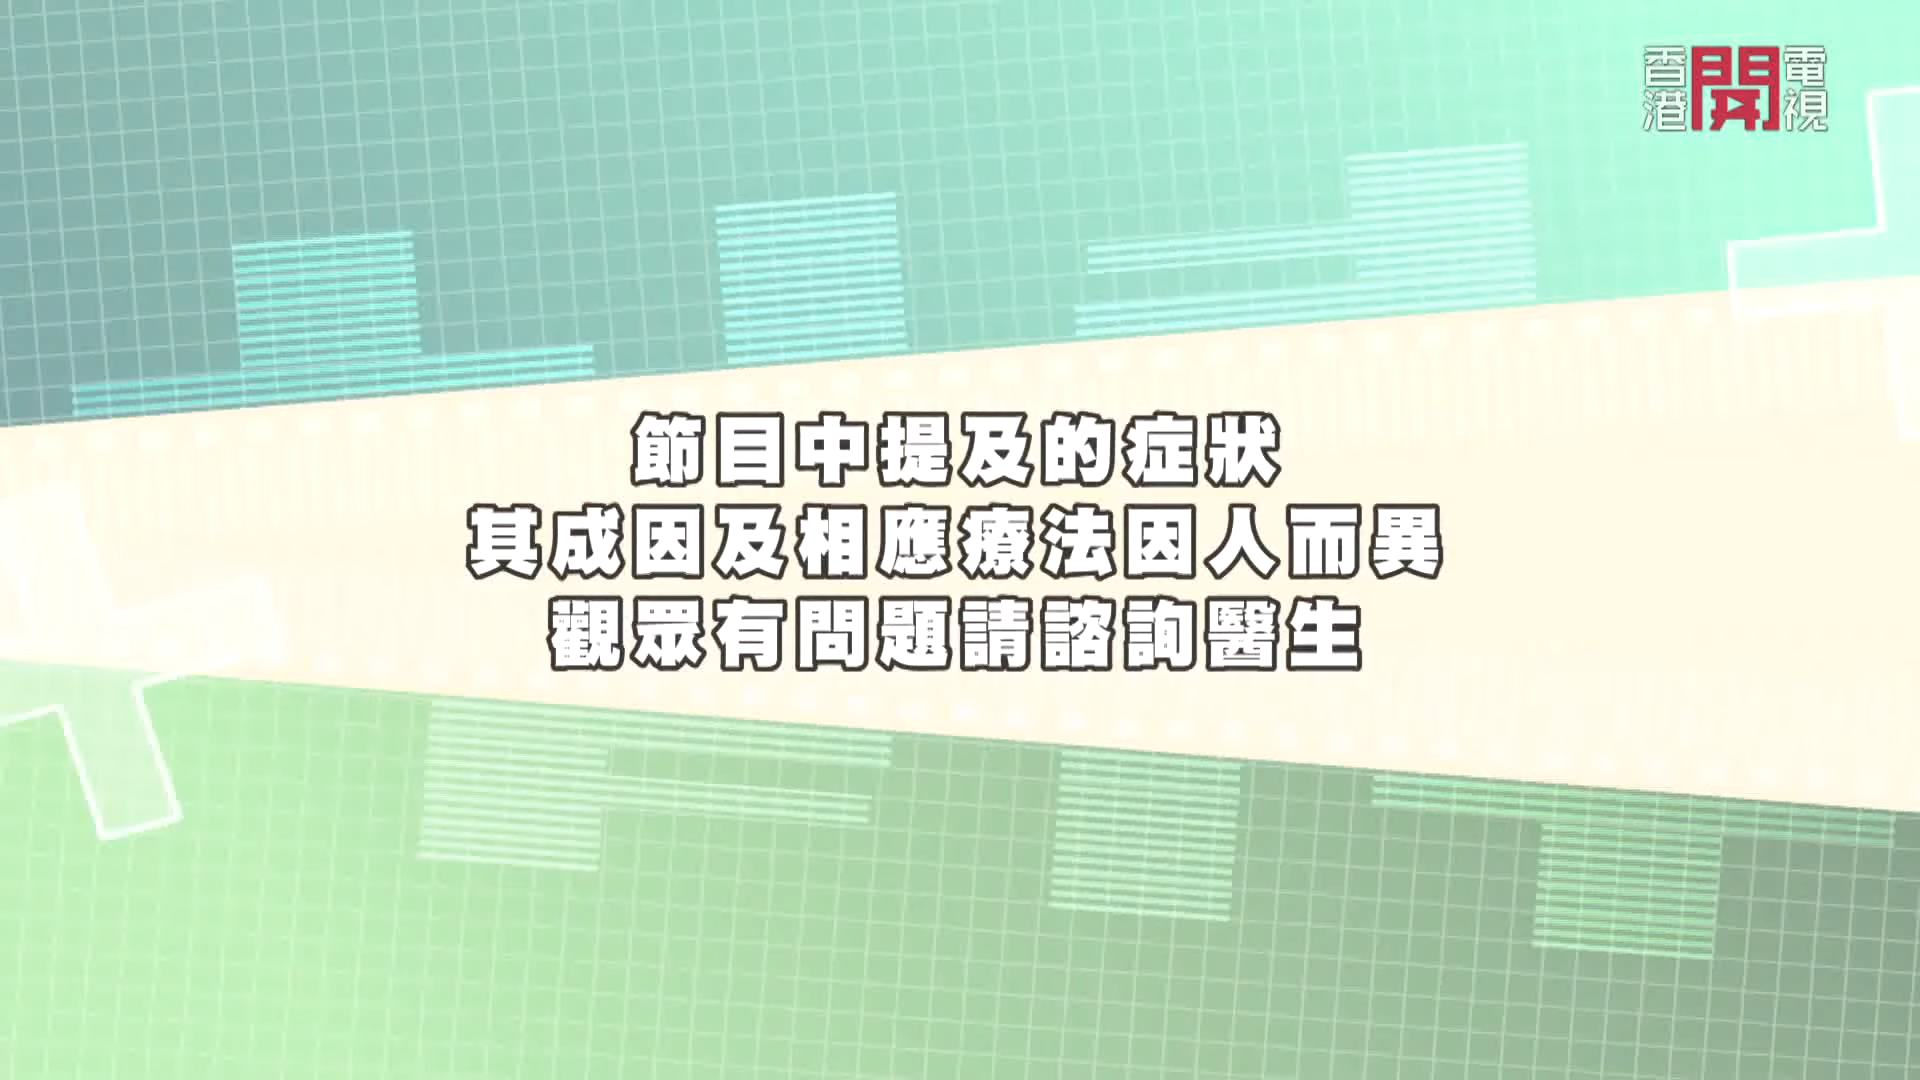 香港開電視
節目中提及的症狀
其成因及相應療法因人而異
觀眾有問題請諮詢醫生